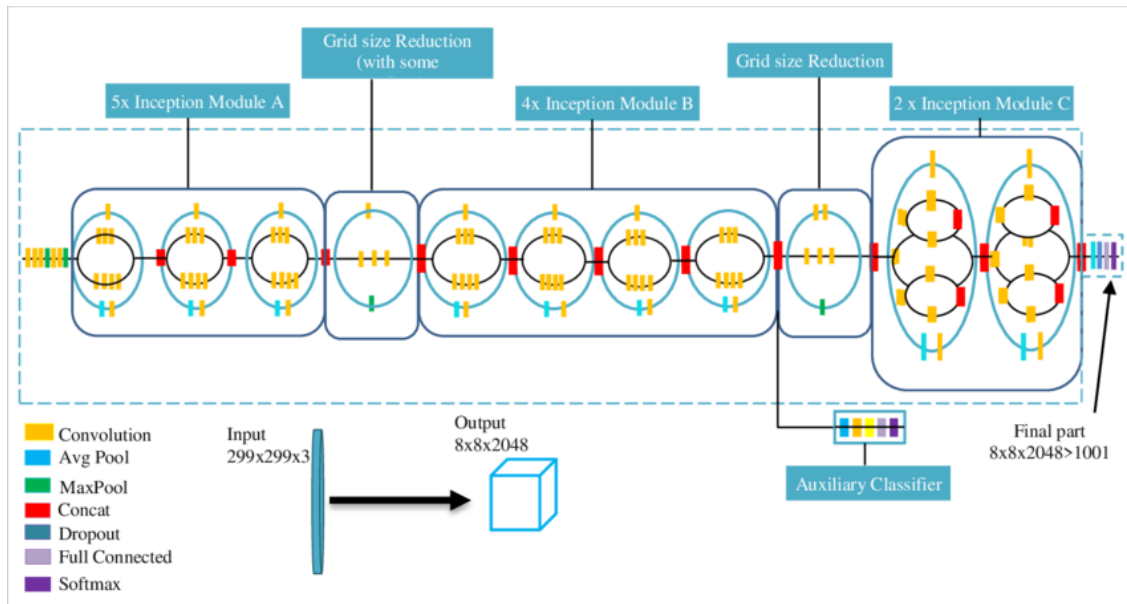 Grid size Reduction
(with some
Grid size Reduction
5x Inception Module A
4x Inception Module B
2 x Inception Module C
Convolution
Avg Pool
MaxPool
Concat
Dropout
Full Connected
Softmax
Input
299x299x3
Output
8x8x2048
Auxiliary Classifier
Final part
8x8x2048>1001